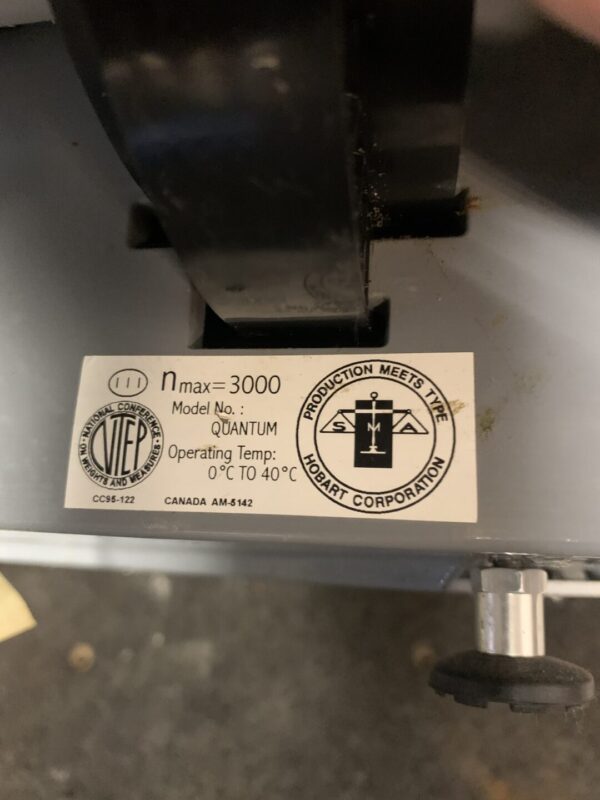 III
nmax=3000
Model No. :
QUANTUM
Operating Temp:
0°C TO 40°C
NATIONAL CONFERENCE
ON WEIGHTS AND MEASURES
NTEP
CC95-122
CANADA AM-5142
PRODUCTION MEETS TYPE
S M A
HOBART CORPORATION